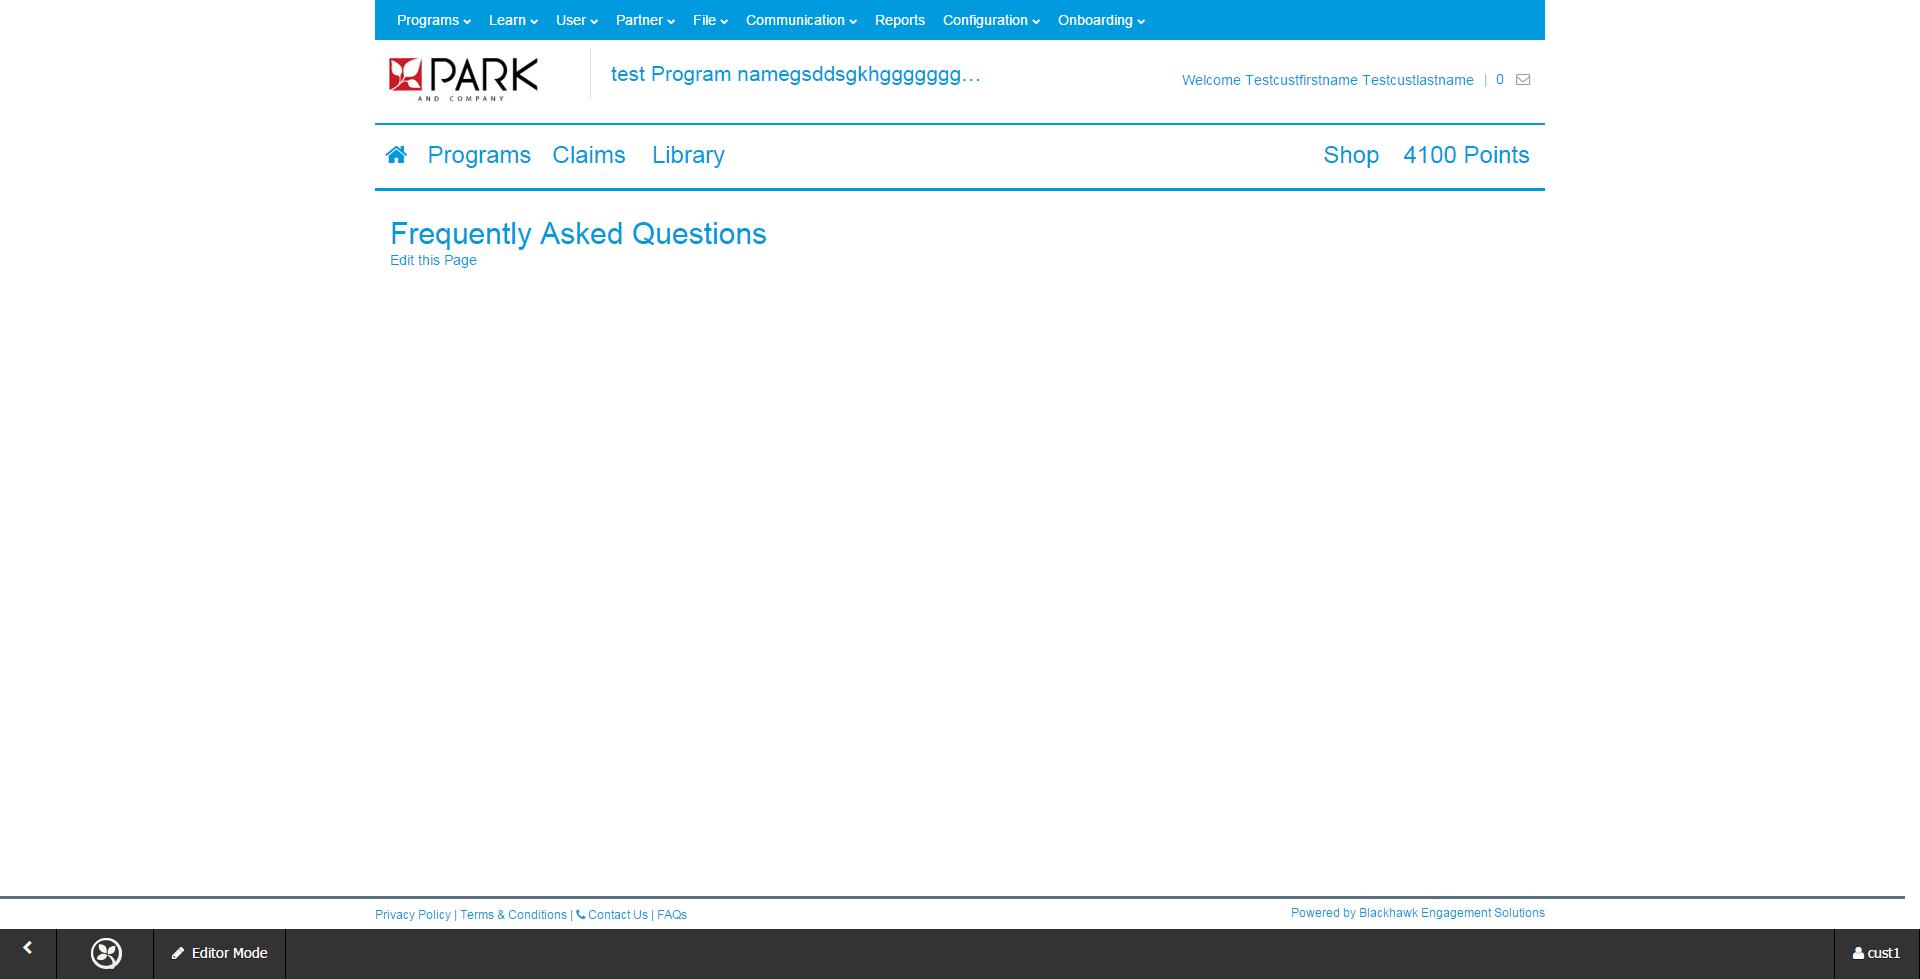 Programs Learn User Partner File Communication Reports Configuration Onboarding
PARK
AND COMPANY
test Program namegsddsgkhggggggg...
Welcome Testcustfirstname Testcustlastname | 0
Programs Claims Library Shop 4100 Points
Frequently Asked Questions
Edit this Page
Privacy Policy | Terms & Conditions | Contact Us | FAQs
Powered by Blackhawk Engagement Solutions
Editor Mode
cust1